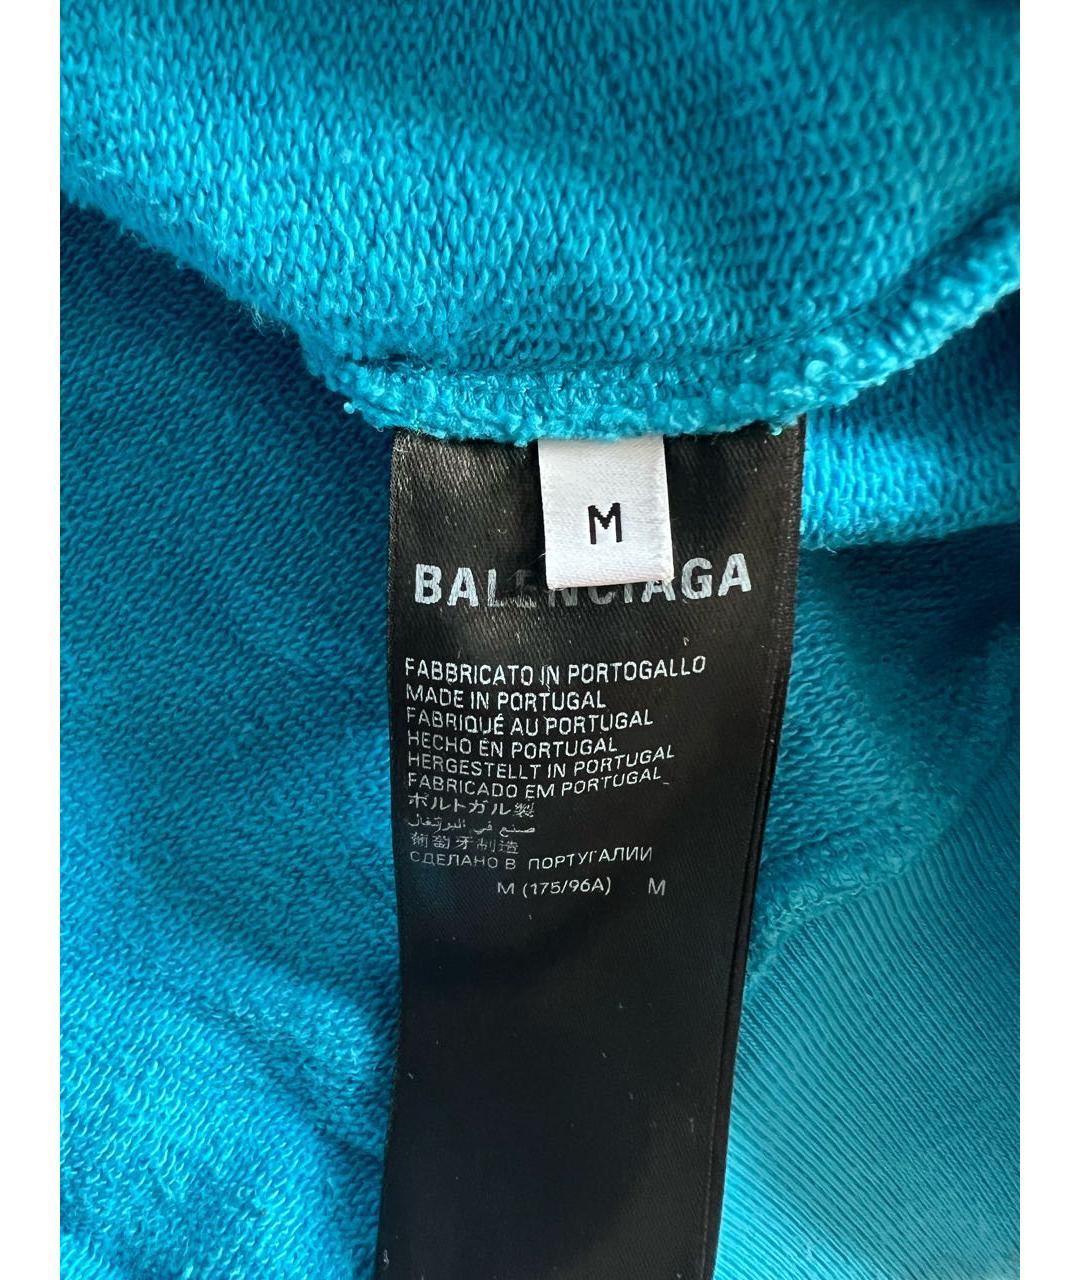 M
BALENCIAGA
FABBRICATO IN PORTOGALLO
MADE IN PORTUGAL
FABRIQUÉ AU PORTUGAL
HECHO EN PORTUGAL
HERGESTELLT IN PORTUGAL
FABRICADO EM PORTUGAL
ポルトガル製
صنع في البرتغال
葡萄牙制造
СДЕЛАНО В ПОРТУГАЛИИ
M (175/96A) M